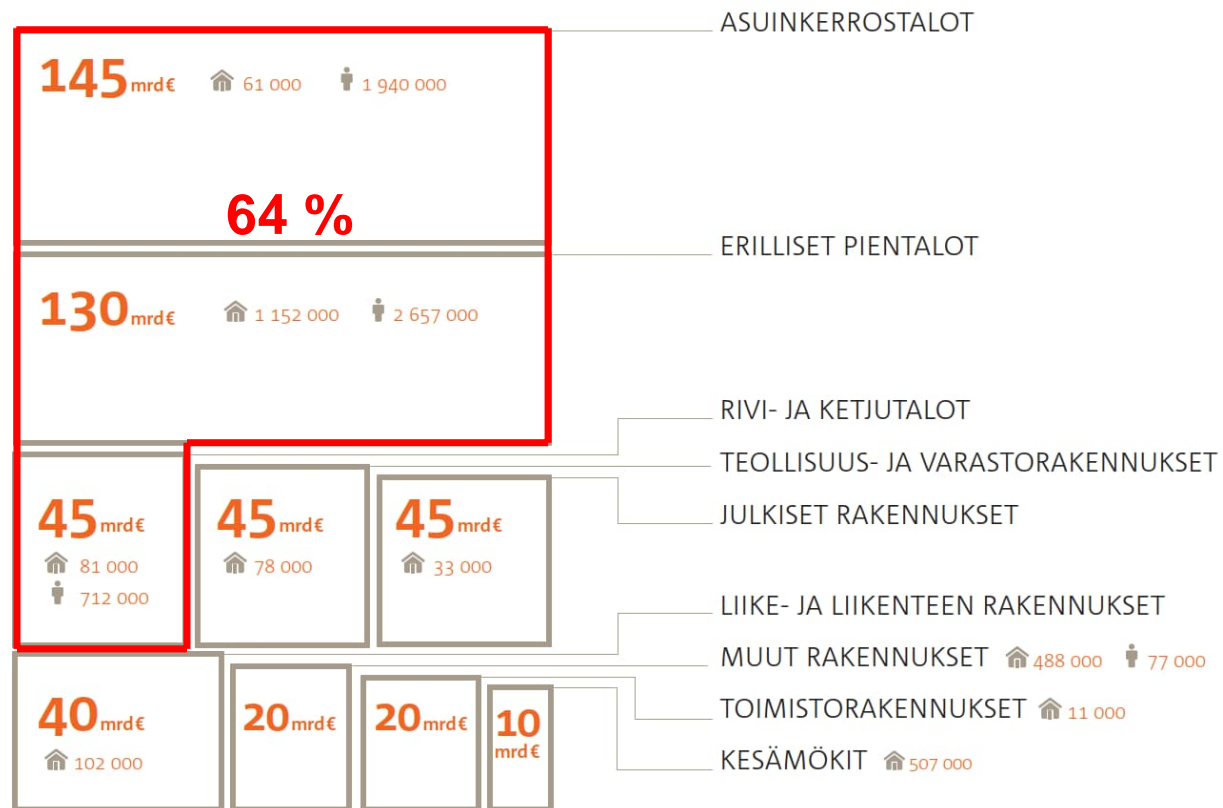 ASUINKERROSTALOT
145 mrd€ 61 000 1 940 000
64 %
ERILLISET PIENTALOT
130 mrd€ 1 152 000 2 657 000
RIVI- JA KETJUTALOT
TEOLLISUUS- JA VARASTORAKENNUKSET
JULKISET RAKENNUKSET
45 mrd€
81 000
712 000
45 mrd€
78 000
45 mrd€
33 000
LIIKE- JA LIIKENTEEN RAKENNUKSET
MUUT RAKENNUKSET 488 000 77 000
TOIMISTORAKENNUKSET 11 000
KESÄMÖKIT 507 000
40 mrd€
102 000
20 mrd€
20 mrd€
10
mrd€